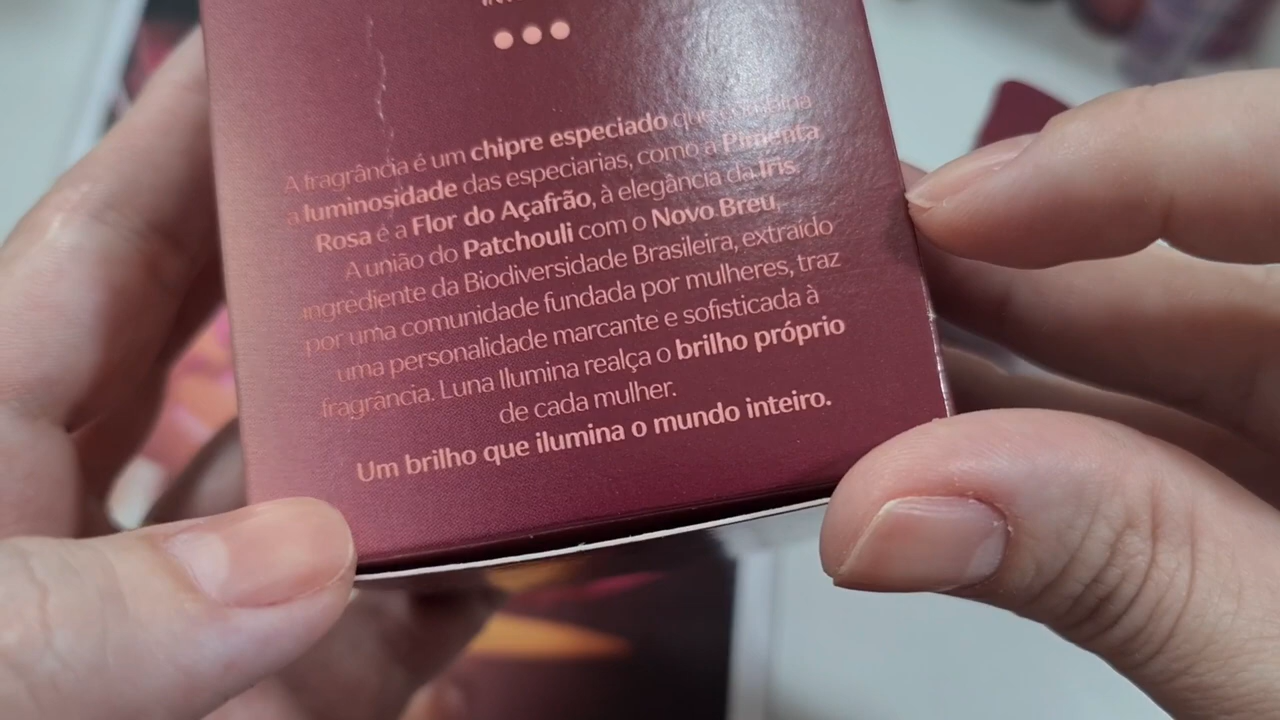 A fragrância é um chipre especiado que combina
a luminosidade das especiarias, como a Pimenta
Rosa e a Flor do Açafrão, à elegância da Íris.
A união do Patchouli com o Novo Breu,
ingrediente da Biodiversidade Brasileira, extraído
por uma comunidade fundada por mulheres, traz
uma personalidade marcante e sofisticada à
fragrância. Luna Ilumina realça o brilho próprio
de cada mulher.
Um brilho que ilumina o mundo inteiro.